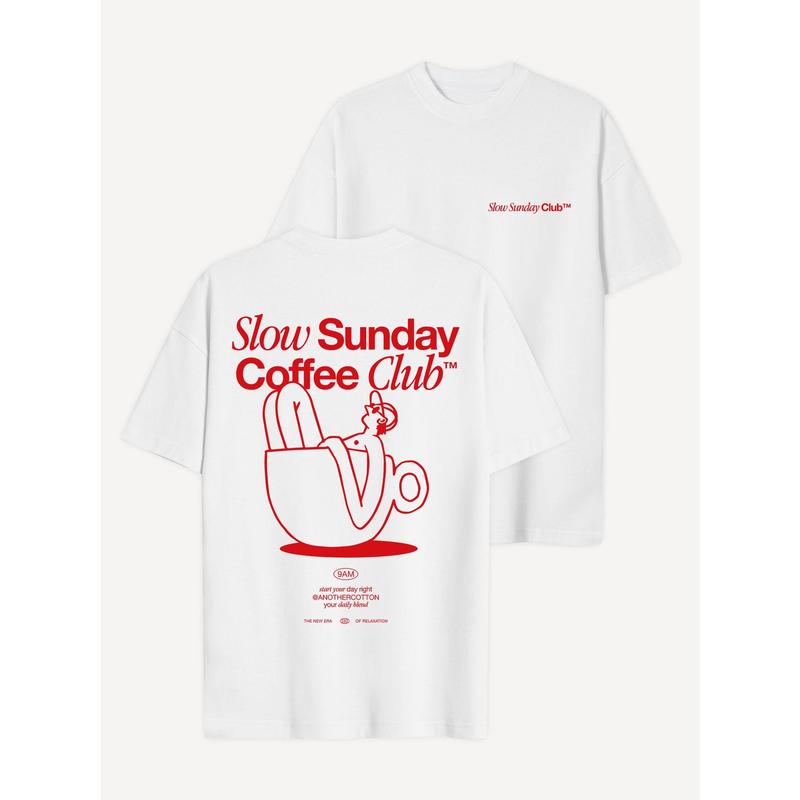 Slow Sunday Club™
Slow Sunday
Coffee Club™
9AM
start your day right
@ANOTHERCOTTON
your daily blend
THE NEW ERA
OF RELAXATION